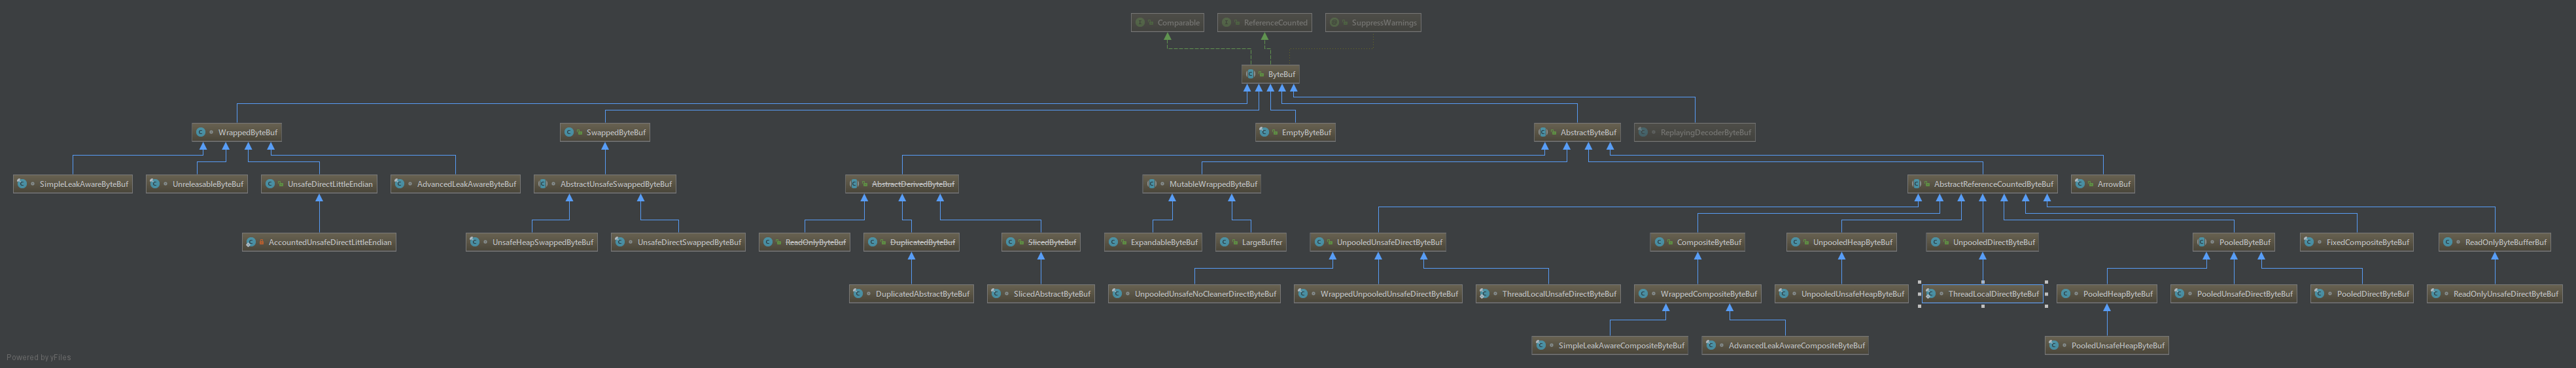 Comparable
ReferenceCounted
SuppressWarnings
ByteBuf
WrappedByteBuf
SwappedByteBuf
EmptyByteBuf
AbstractByteBuf
ReplayingDecoderByteBuf
SimpleLeakAwareByteBuf
UnreleasableByteBuf
UnsafeDirectLittleEndian
AdvancedLeakAwareByteBuf
AbstractUnsafeSwappedByteBuf
AbstractDerivedByteBuf
MutableWrappedByteBuf
AbstractReferenceCountedByteBuf
ArrowBuf
AccountedUnsafeDirectLittleEndian
UnsafeHeapSwappedByteBuf
UnsafeDirectSwappedByteBuf
ReadOnlyByteBuf
DuplicatedByteBuf
SlicedByteBuf
ExpandableByteBuf
LargeBuffer
UnpooledUnsafeDirectByteBuf
CompositeByteBuf
UnpooledHeapByteBuf
UnpooledDirectByteBuf
PooledByteBuf
FixedCompositeByteBuf
ReadOnlyByteBufferBuf
DuplicatedAbstractByteBuf
SlicedAbstractByteBuf
UnpooledUnsafeNoCleanerDirectByteBuf
WrappedUnpooledUnsafeDirectByteBuf
ThreadLocalUnsafeDirectByteBuf
WrappedCompositeByteBuf
UnpooledUnsafeHeapByteBuf
ThreadLocalDirectByteBuf
PooledHeapByteBuf
PooledUnsafeDirectByteBuf
PooledDirectByteBuf
ReadOnlyUnsafeDirectByteBuf
SimpleLeakAwareCompositeByteBuf
AdvancedLeakAwareCompositeByteBuf
PooledUnsafeHeapByteBuf
Powered by yFiles